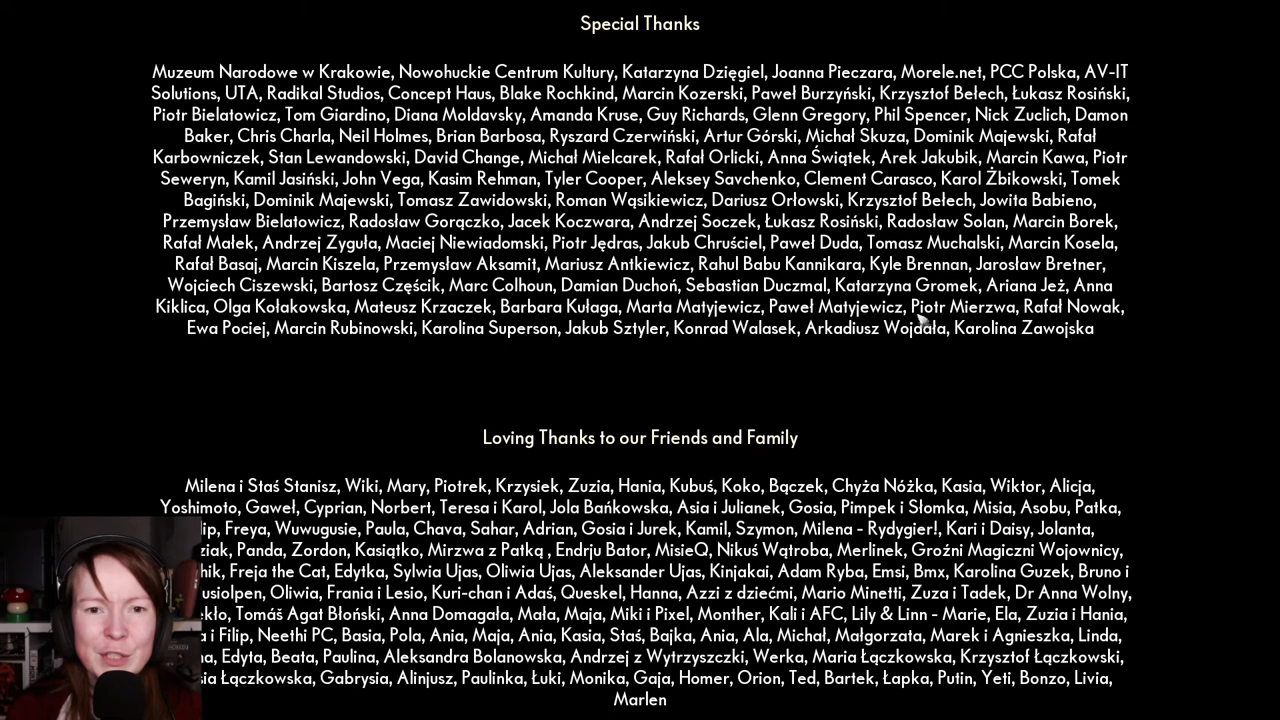 Special Thanks
Muzeum Narodowe w Krakowie, Nowohuckie Centrum Kultury, Katarzyna Dzięgiel, Joanna Pieczara, Morele.net, PCC Polska, AV-IT
Solutions, UTA, Radikal Studios, Concept Haus, Blake Rochkind, Marcin Kozerski, Paweł Burzyński, Krzysztof Bełech, Łukasz Rosiński,
Piotr Bielatowicz, Tom Giardino, Diana Moldavsky, Amanda Kruse, Guy Richards, Glenn Gregory, Phil Spencer, Nick Zuclich, Damon
Baker, Chris Charla, Neil Holmes, Brian Barbosa, Ryszard Czerwiński, Artur Górski, Michał Skuza, Dominik Majewski, Rafał
Karbowniczek, Stan Lewandowski, David Change, Michał Mielcarek, Rafał Orlicki, Anna Świątek, Arek Jakubik, Marcin Kawa, Piotr
Seweryn, Kamil Jasiński, John Vega, Kasim Rehman, Tyler Cooper, Aleksey Savchenko, Clement Carasco, Karol Żbikowski, Tomek
Bagiński, Dominik Majewski, Tomasz Zawidowski, Roman Wąsikiewicz, Dariusz Orłowski, Krzysztof Bełech, Jowita Babieno,
Przemysław Bielatowicz, Radosław Gorączko, Jacek Koczwara, Andrzej Soczek, Łukasz Rosiński, Radosław Solan, Marcin Borek,
Rafał Małek, Andrzej Zyguła, Maciej Niewiadomski, Piotr Jędras, Jakub Chruściel, Paweł Duda, Tomasz Muchalski, Marcin Kosela,
Rafał Basaj, Marcin Kiszela, Przemysław Aksamit, Mariusz Antkiewicz, Rahul Babu Kannikara, Kyle Brennan, Jarosław Bretner,
Wojciech Ciszewski, Bartosz Częścik, Marc Colhoun, Damian Duchoń, Sebastian Duczmal, Katarzyna Gromek, Ariana Jeż, Anna
Kiklica, Olga Kołakowska, Mateusz Krzaczek, Barbara Kułaga, Marta Matyjewicz, Paweł Matyjewicz, Piotr Mierzwa, Rafał Nowak,
Ewa Pociej, Marcin Rubinowski, Karolina Superson, Jakub Sztyler, Konrad Walasek, Arkadiusz Wojdała, Karolina Zawojska
Loving Thanks to our Friends and Family
Milena i Staś Stanisz, Wiki, Mary, Piotrek, Krzysiek, Zuzia, Hania, Kubuś, Koko, Bączek, Chyża Nóżka, Kasia, Wiktor, Alicja,
Yoshimoto, Gaweł, Cyprian, Norbert, Teresa i Karol, Jola Bańkowska, Asia i Julianek, Gosia, Pimpek i Słomka, Misia, Asobu, Patka,
Freya, Wuwugusie, Paula, Chava, Sahar, Adrian, Gosia i Jurek, Kamil, Szymon, Milena - Rydygier!, Kari i Daisy, Jolanta,
Panda, Zordon, Kasiątko, Mirzwa z Patką , Endrju Bator, MisieQ, Nikuś Wątroba, Merlinek, Groźni Magiczni Wojownicy,
Freja the Cat, Edytka, Sylwia Ujas, Oliwia Ujas, Aleksander Ujas, Kinjakai, Adam Ryba, Emsi, Bmx, Karolina Guzek, Bruno i
Oliwia, Frania i Lesio, Kuri-chan i Adaś, Queskel, Hanna, Azzi z dziećmi, Mario Minetti, Zuza i Tadek, Dr Anna Wolny,
Tomáš Agat Błoński, Anna Domagała, Mała, Maja, Miki i Pixel, Monther, Kali i AFC, Lily & Linn - Marie, Ela, Zuzia i Hania,
i Filip, Neethi PC, Basia, Pola, Ania, Maja, Ania, Kasia, Staś, Bajka, Ania, Ala, Michał, Małgorzata, Marek i Agnieszka, Linda,
Edyta, Beata, Paulina, Aleksandra Bolanowska, Andrzej z Wytrzyszczki, Werka, Maria Łączkowska, Krzysztof Łączkowski,
Łączkowska, Gabrysia, Alinjusz, Paulinka, Łuki, Monika, Gaja, Homer, Orion, Ted, Bartek, Łapka, Putin, Yeti, Bonzo, Livia,
Marlen